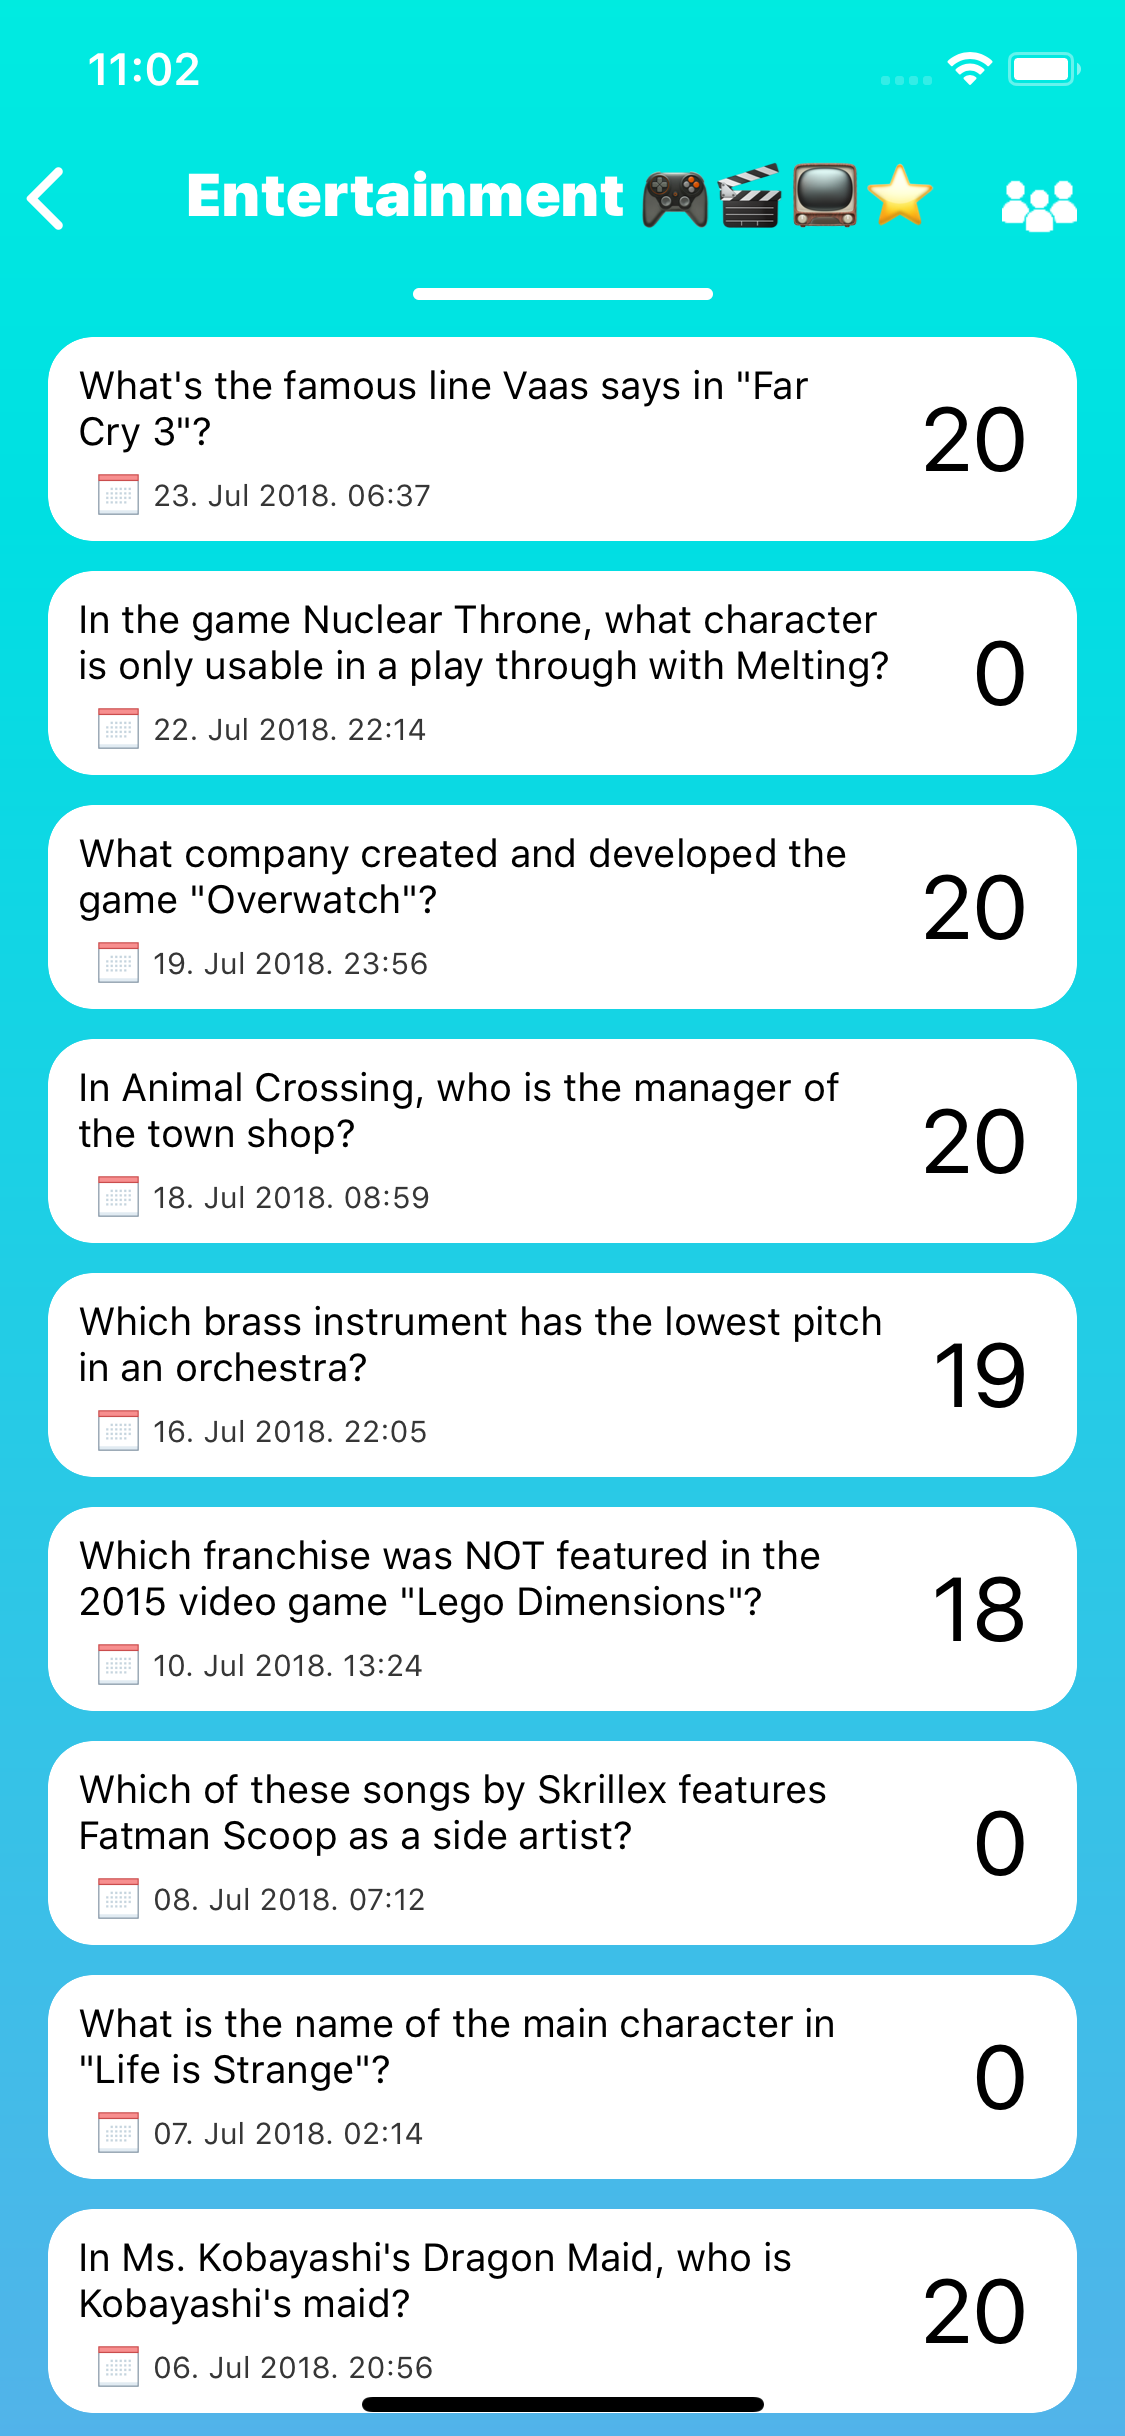 11:02
Entertainment 🎮🎬📺⭐
What's the famous line Vaas says in "Far
Cry 3"?
23. Jul 2018. 06:37
20
In the game Nuclear Throne, what character
is only usable in a play through with Melting?
22. Jul 2018. 22:14
0
What company created and developed the
game "Overwatch"?
19. Jul 2018. 23:56
20
In Animal Crossing, who is the manager of
the town shop?
18. Jul 2018. 08:59
20
Which brass instrument has the lowest pitch
in an orchestra?
16. Jul 2018. 22:05
19
Which franchise was NOT featured in the
2015 video game "Lego Dimensions"?
10. Jul 2018. 13:24
18
Which of these songs by Skrillex features
Fatman Scoop as a side artist?
08. Jul 2018. 07:12
0
What is the name of the main character in
"Life is Strange"?
07. Jul 2018. 02:14
0
In Ms. Kobayashi's Dragon Maid, who is
Kobayashi's maid?
06. Jul 2018. 20:56
20